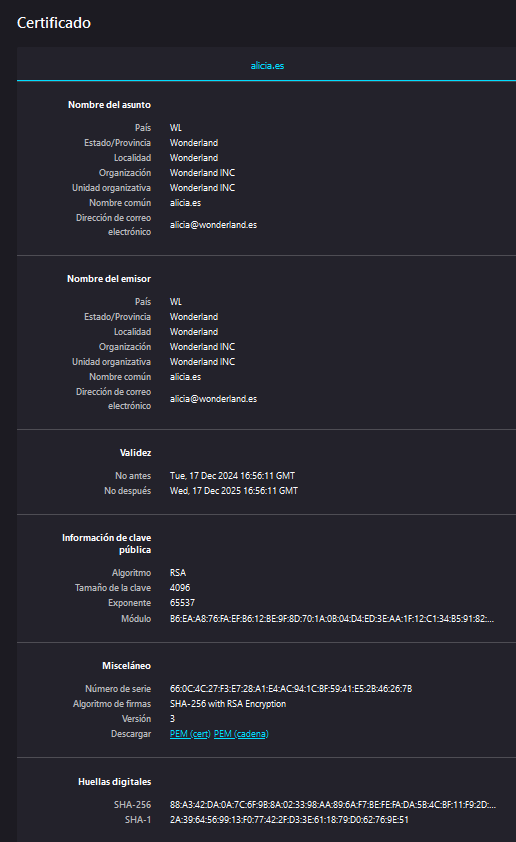 Certificado
alicia.es
Nombre del asunto
País WL
Estado/Provincia Wonderland
Localidad Wonderland
Organización Wonderland INC
Unidad organizativa Wonderland INC
Nombre común alicia.es
Dirección de correo electrónico alicia@wonderland.es
Nombre del emisor
País WL
Estado/Provincia Wonderland
Localidad Wonderland
Organización Wonderland INC
Unidad organizativa Wonderland INC
Nombre común alicia.es
Dirección de correo electrónico alicia@wonderland.es
Validez
No antes Tue, 17 Dec 2024 16:56:11 GMT
No después Wed, 17 Dec 2025 16:56:11 GMT
Información de clave pública
Algoritmo RSA
Tamaño de la clave 4096
Exponente 65537
Módulo B6:EA:A8:76:FA:EF:B6:12:BE:9F:8D:70:1A:0B:04:D4:ED:3E:AA:1F:12:C1:34:B5:91:82:...
Misceláneo
Número de serie 66:0C:4C:27:F3:E7:28:A1:E4:AC:94:1C:BF:59:41:E5:2B:46:26:7B
Algoritmo de firmas SHA-256 with RSA Encryption
Versión 3
Descargar PEM (cert) PEM (cadena)
Huellas digitales
SHA-256 88:A3:42:DA:0A:7C:6F:9B:8A:02:33:98:AA:89:6A:F7:BE:FE:FA:DA:5B:4C:BF:11:F9:2D:...
SHA-1 2A:39:64:56:99:13:F0:77:42:2F:D3:3E:61:18:79:D0:62:76:9E:51